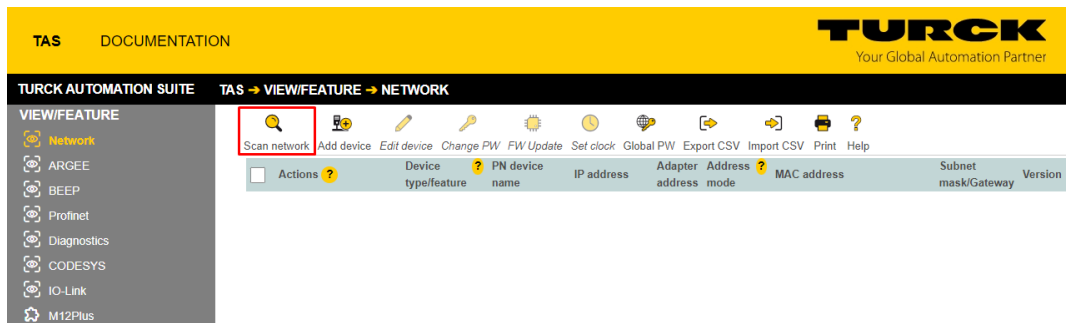 TAS DOCUMENTATION
TURCK
Your Global Automation Partner
TURCK AUTOMATION SUITE TAS ➔ VIEW/FEATURE ➔ NETWORK
VIEW/FEATURE
Network
ARGEE
BEEP
Profinet
Diagnostics
CODESYS
IO-Link
M12Plus
Scan network Add device Edit device Change PW FW Update Set clock Global PW Export CSV Import CSV Print Help
Actions ? Device type/feature ? PN device name IP address Adapter address Address mode ? MAC address Subnet mask/Gateway Version